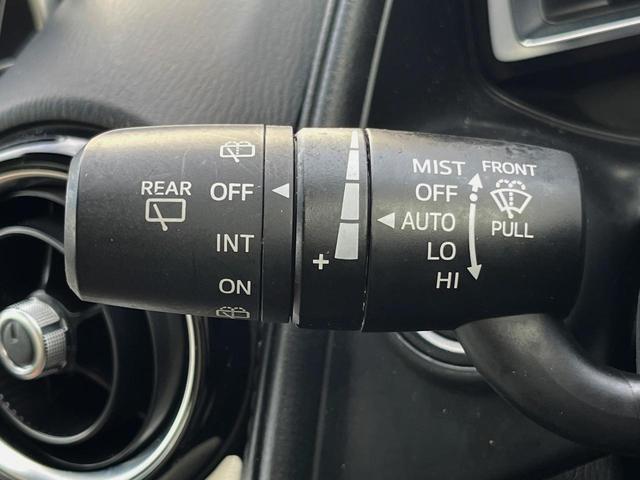 REAR
OFF
INT
ON
+
MIST
OFF
AUTO
LO
HI
FRONT
PULL